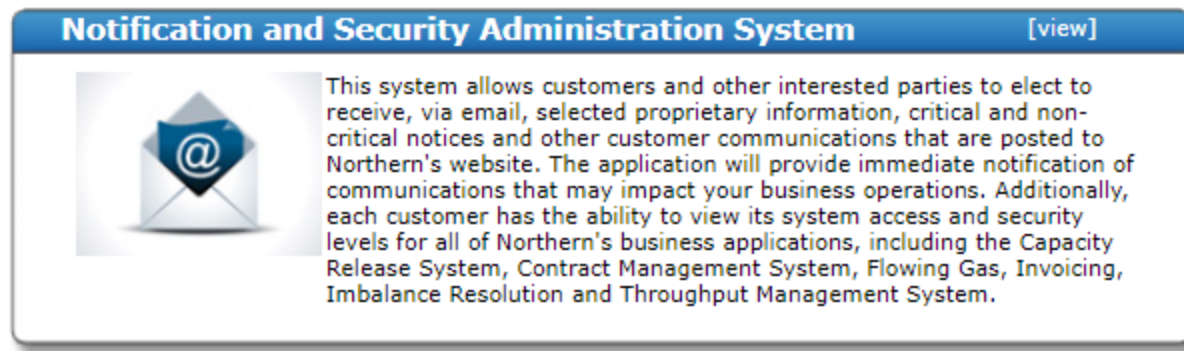 Notification and Security Administration System [view]
This system allows customers and other interested parties to elect to
receive, via email, selected proprietary information, critical and non-
critical notices and other customer communications that are posted to
Northern's website. The application will provide immediate notification of
communications that may impact your business operations. Additionally,
each customer has the ability to view its system access and security
levels for all of Northern's business applications, including the Capacity
Release System, Contract Management System, Flowing Gas, Invoicing,
Imbalance Resolution and Throughput Management System.
@